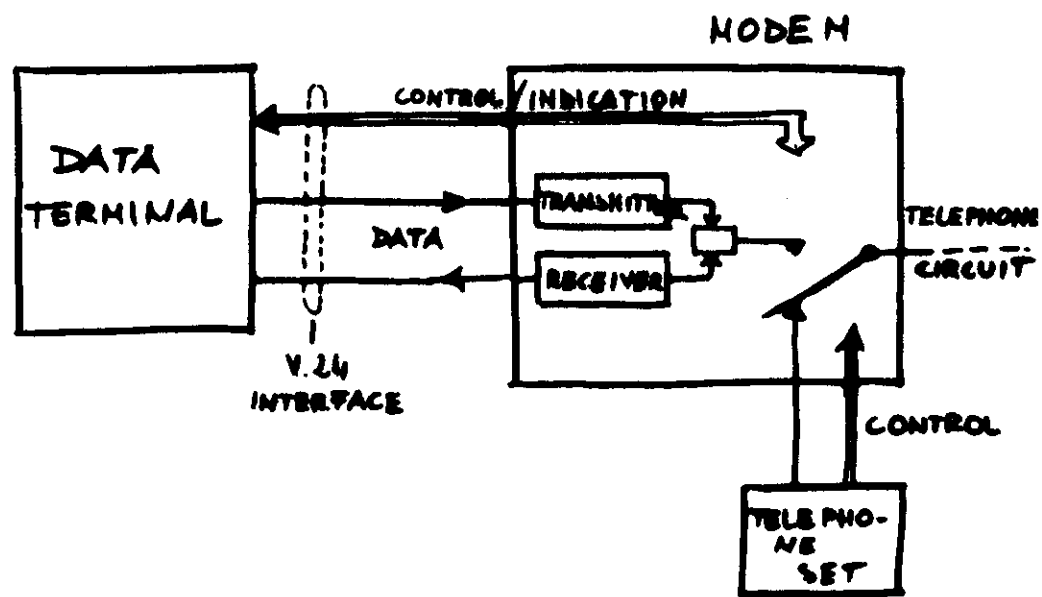 MODEM
CONTROL/INDICATION
DATA
TERMINAL
TRANSMITTER
DATA
RECEIVER
TELEPHONE
CIRCUIT
V.24
INTERFACE
CONTROL
TELEPHO-
NE
SET